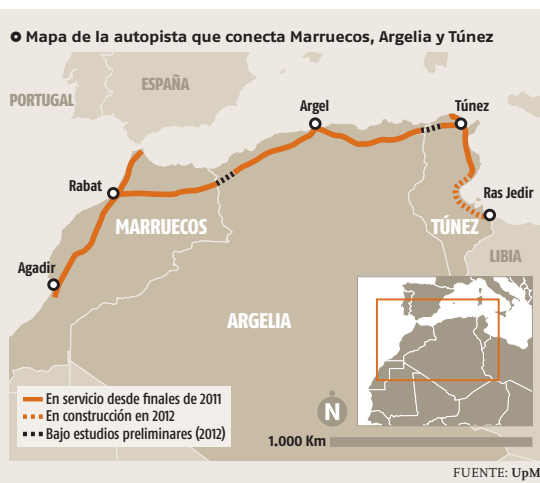 Mapa de la autopista que conecta Marruecos, Argelia y Túnez
ESPAÑA
PORTUGAL
Argel
Túnez
Rabat
Ras Jedir
MARRUECOS
TÚNEZ
LIBIA
Agadir
ARGELIA
En servicio desde finales de 2011
En construcción en 2012
Bajo estudios preliminares (2012)
N
1.000 Km
FUENTE: UpM